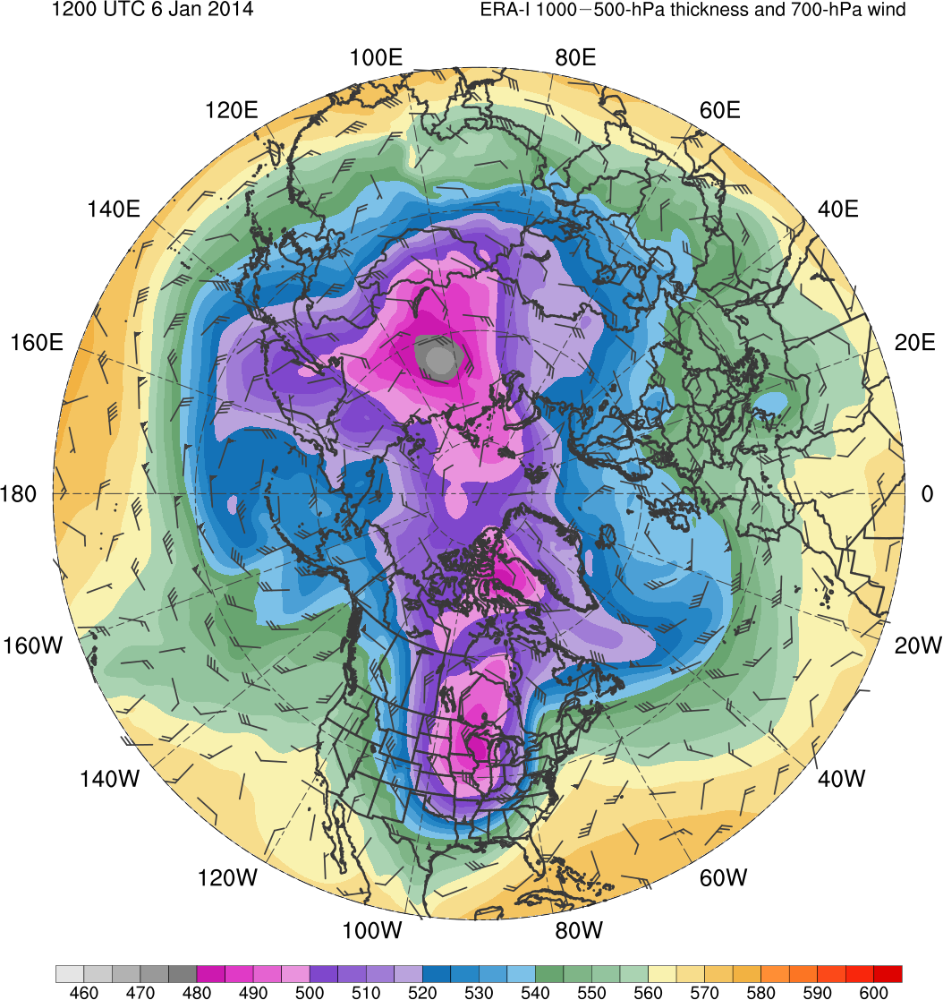 1200 UTC 6 Jan 2014 ERA-I 1000−500-hPa thickness and 700-hPa wind
100E 80E
120E 60E
140E 40E
160E 20E
180 0
160W 20W
140W 40W
120W 60W
100W 80W
460 470 480 490 500 510 520 530 540 550 560 570 580 590 600